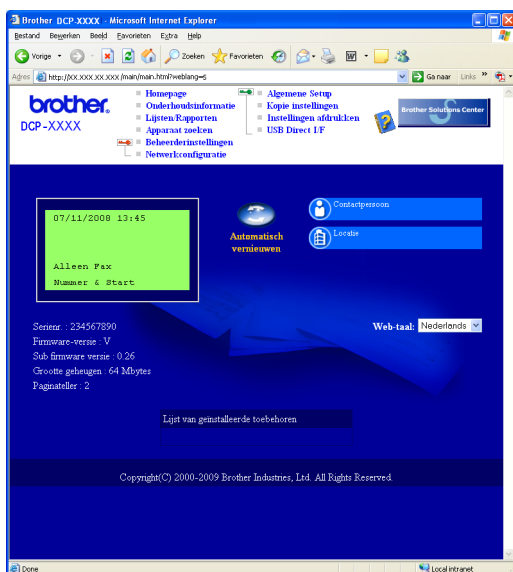 Brother DCP-XXXX - Microsoft Internet Explorer
Bestand Bewerken Beeld Favorieten Extra Help
Vorige Zoeken Favorieten
Adres http://XX.XXX.XX.XXX/main/main.html?weblang=6 Ga naar Links »
brother.
DCP-XXXX
Homepage
Onderhoudsinformatie
Lijsten/Rapporten
Apparaat zoeken
Beheerderinstellingen
Netwerkconfiguratie
Algemene Setup
Kopie instellingen
Instellingen afdrukken
USB Direct I/F
Brother Solutions Center
07/11/2008 13:45
Alleen Fax
Nummer & Start
Automatisch
vernieuwen
Contactpersoon
Locatie
Serienr. : 234567890
Firmware-versie : V
Sub firmware versie : 0.26
Grootte geheugen : 64 Mbytes
Paginateller : 2
Web-taal: Nederlands
Lijst van geïnstalleerde toebehoren
Copyright(C) 2000-2009 Brother Industries, Ltd. All Rights Reserved.
Done Local intranet